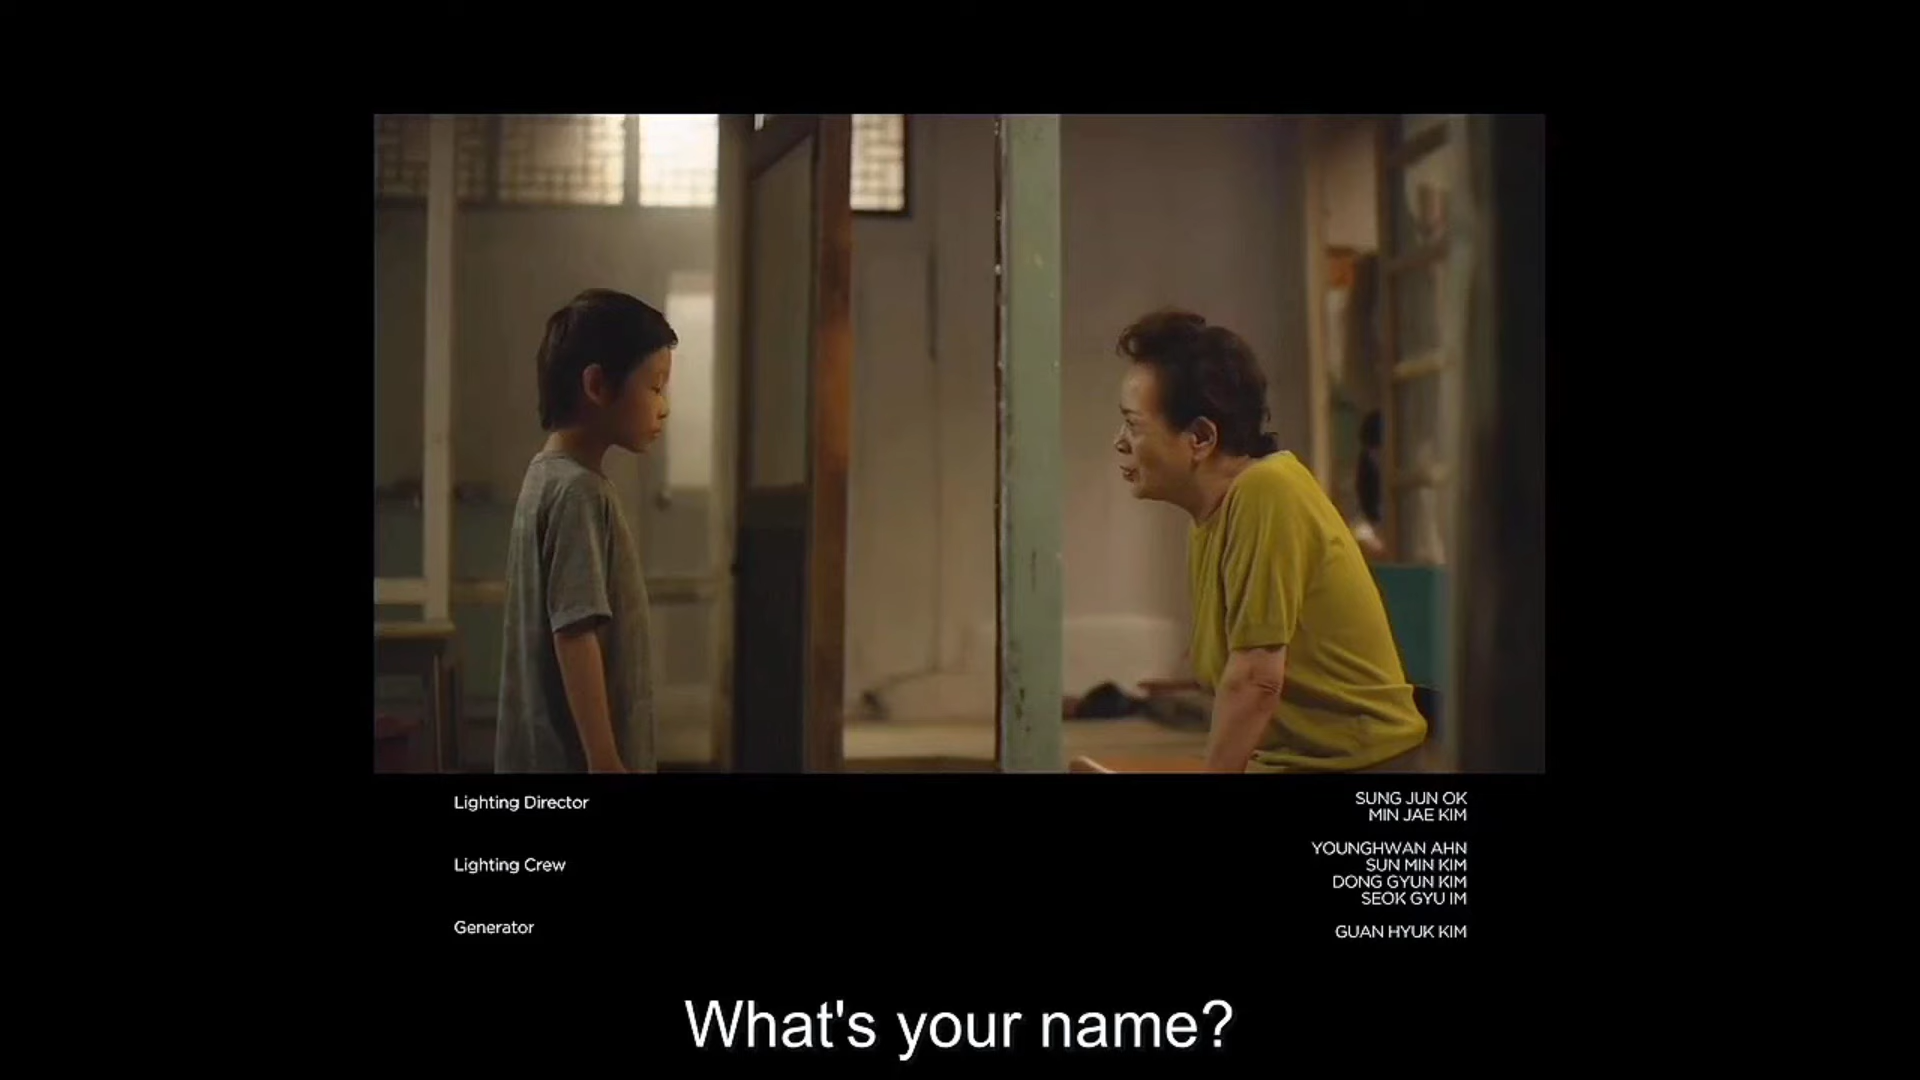 Lighting Director
SUNG JUN OK
MIN JAE KIM
Lighting Crew
YOUNGHWAN AHN
SUN MIN KIM
DONG GYUN KIM
SEOK GYU IM
Generator
GUAN HYUK KIM
What's your name?